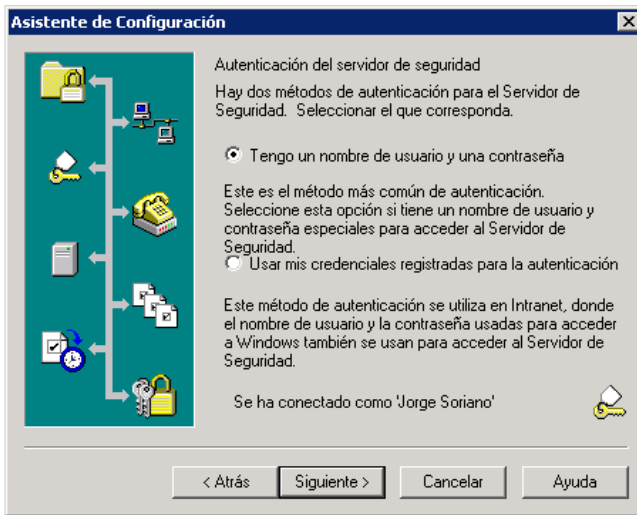 Asistente de Configuración
Autenticación del servidor de seguridad
Hay dos métodos de autenticación para el Servidor de
Seguridad. Seleccionar el que corresponda.
Tengo un nombre de usuario y una contraseña
Este es el método más común de autenticación.
Seleccione esta opción si tiene un nombre de usuario y
contraseña especiales para acceder al Servidor de
Seguridad.
Usar mis credenciales registradas para la autenticación
Este método de autenticación se utiliza en Intranet, donde
el nombre de usuario y la contraseña usadas para acceder
a Windows también se usan para acceder al Servidor de
Seguridad.
Se ha conectado como 'Jorge Soriano'
< Atrás Siguiente > Cancelar Ayuda